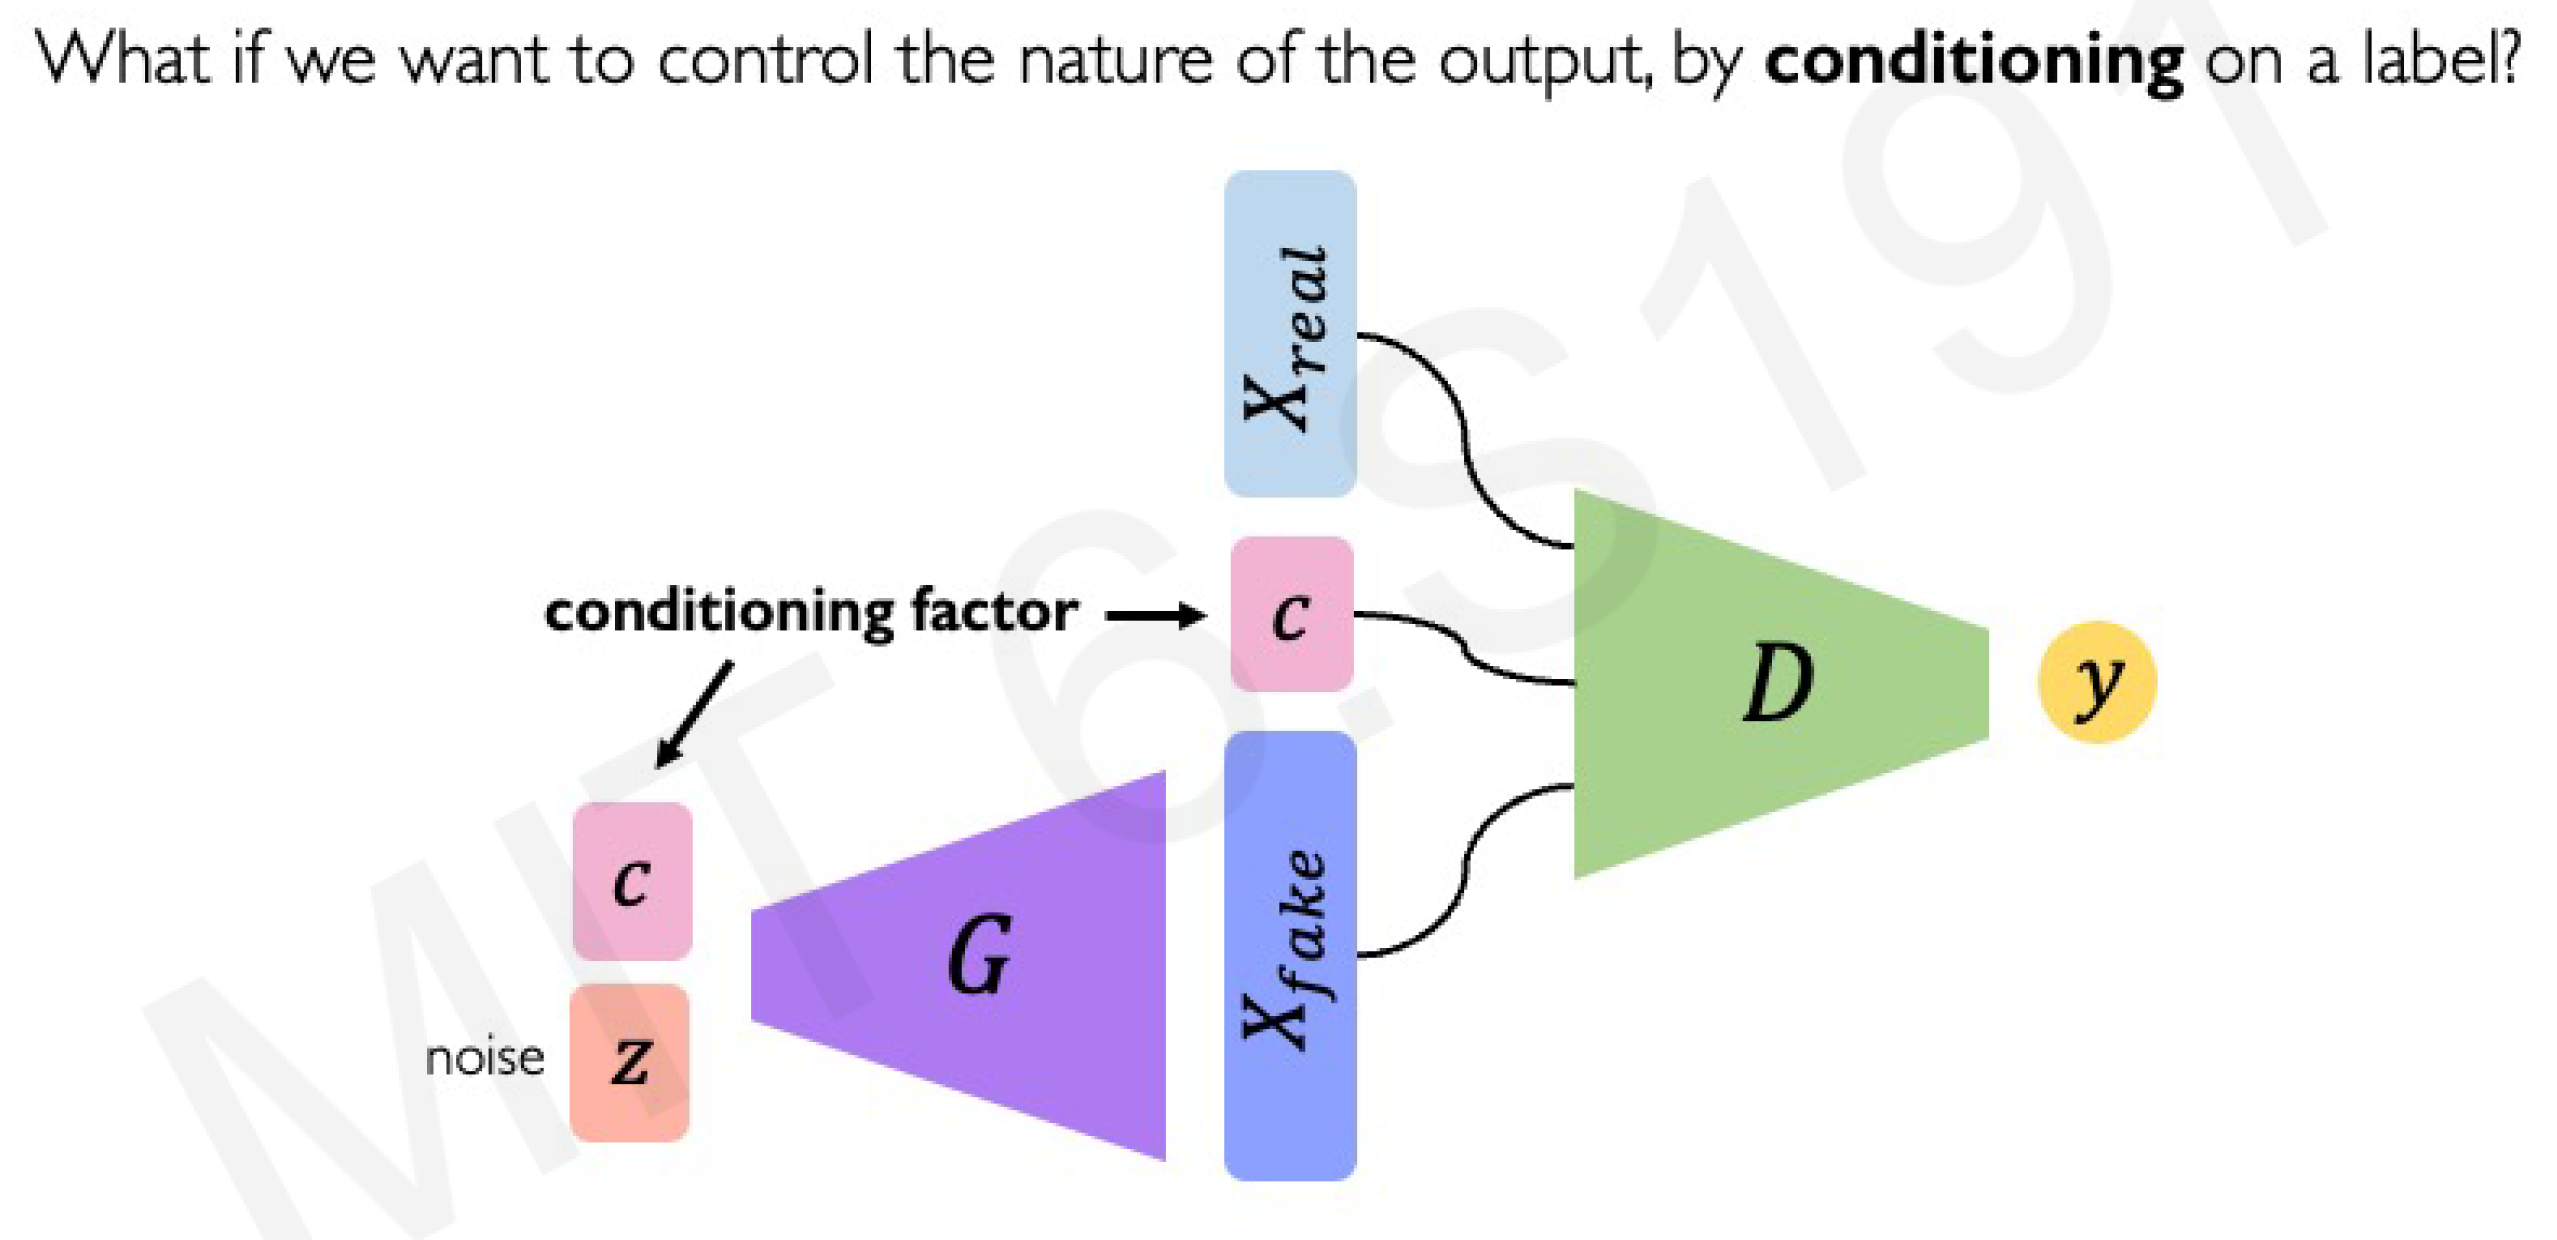 What if we want to control the nature of the output, by conditioning on a label?
X_real
conditioning factor
c
D
y
c
G
X_fake
noise
z
MIT 6.S191